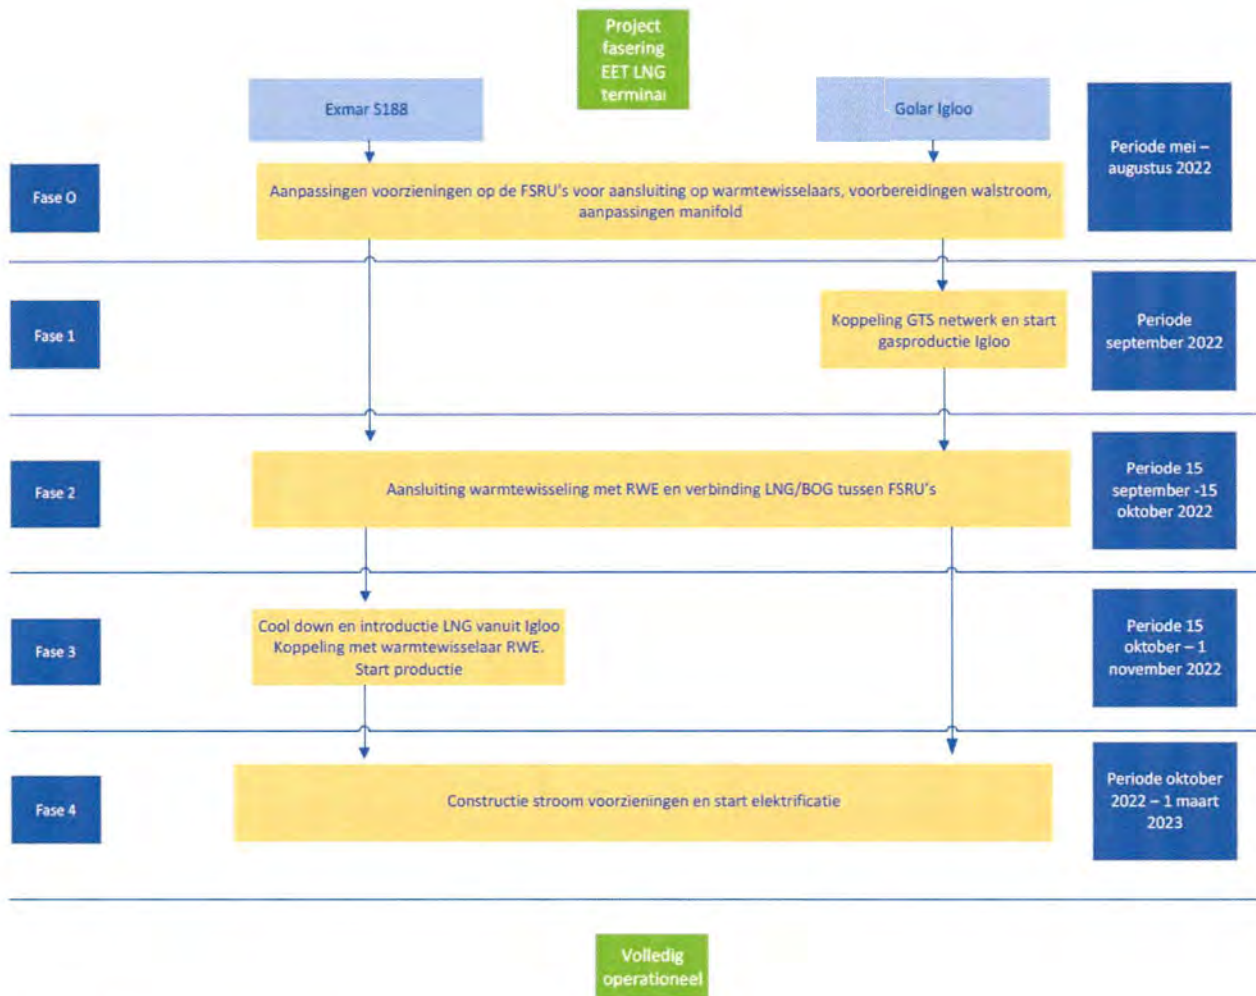 Project
fasering
EET LNG
terminal
Exmar S188
Golar Igloo
Periode mei –
augustus 2022
Fase O
Aanpassingen voorzieningen op de FSRU's voor aansluiting op warmtewisselaars, voorbereidingen walstroom,
aanpassingen manifold
Fase 1
Koppeling GTS netwerk en start
gasproductie Igloo
Periode
september 2022
Fase 2
Aansluiting warmtewisseling met RWE en verbinding LNG/BOG tussen FSRU's
Periode 15
september -15
oktober 2022
Fase 3
Cool down en introductie LNG vanuit Igloo
Koppeling met warmtewisselaar RWE.
Start productie
Periode 15
oktober – 1
november 2022
Fase 4
Constructie stroom voorzieningen en start elektrificatie
Periode oktober
2022 – 1 maart
2023
Volledig
operationeel